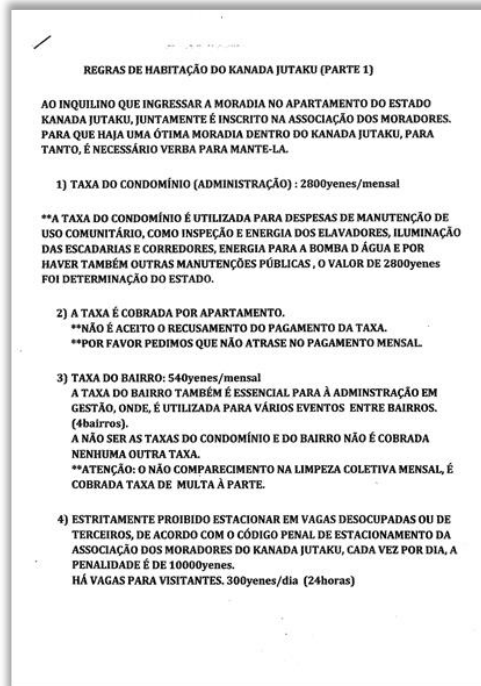 REGRAS DE HABITAÇÃO DO KANADA JUTAKU (PARTE 1)
AO INQUILINO QUE INGRESSAR A MORADIA NO APARTAMENTO DO ESTADO
KANADA JUTAKU, JUNTAMENTE É INSCRITO NA ASSOCIAÇÃO DOS MORADORES.
PARA QUE HAJA UMA ÓTIMA MORADIA DENTRO DO KANADA JUTAKU, PARA
TANTO, É NECESSÁRIO VERBA PARA MANTE-LA.
1) TAXA DO CONDOMÍNIO (ADMINISTRAÇÃO) : 2800yenes/mensal
**A TAXA DO CONDOMÍNIO É UTILIZADA PARA DESPESAS DE MANUTENÇÃO DE
USO COMUNITÁRIO, COMO INSPEÇÃO E ENERGIA DOS ELAVADORES, ILUMINAÇÃO
DAS ESCADARIAS E CORREDORES, ENERGIA PARA A BOMBA D ÁGUA E POR
HAVER TAMBÉM OUTRAS MANUTENÇÕES PÚBLICAS , O VALOR DE 2800yenes
FOI DETERMINAÇÃO DO ESTADO.
2) A TAXA É COBRADA POR APARTAMENTO.
**NÃO É ACEITO O RECUSAMENTO DO PAGAMENTO DA TAXA.
**POR FAVOR PEDIMOS QUE NÃO ATRASE NO PAGAMENTO MENSAL.
3) TAXA DO BAIRRO: 540yenes/mensal
A TAXA DO BAIRRO TAMBÉM É ESSENCIAL PARA À ADMINSTRAÇÃO EM
GESTÃO, ONDE, É UTILIZADA PARA VÁRIOS EVENTOS ENTRE BAIRROS.
(4bairros).
A NÃO SER AS TAXAS DO CONDOMÍNIO E DO BAIRRO NÃO É COBRADA
NENHUMA OUTRA TAXA.
**ATENÇÃO: O NÃO COMPARECIMENTO NA LIMPEZA COLETIVA MENSAL, É
COBRADA TAXA DE MULTA À PARTE.
4) ESTRITAMENTE PROIBIDO ESTACIONAR EM VAGAS DESOCUPADAS OU DE
TERCEIROS, DE ACORDO COM O CÓDIGO PENAL DE ESTACIONAMENTO DA
ASSOCIAÇÃO DOS MORADORES DO KANADA JUTAKU, CADA VEZ POR DIA, A
PENALIDADE É DE 10000yenes.
HÁ VAGAS PARA VISITANTES. 300yenes/dia (24horas)